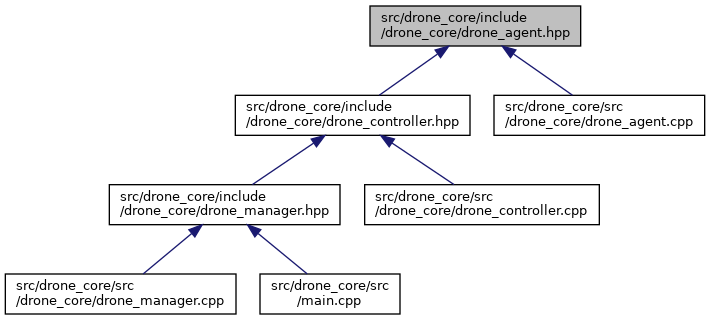 src/drone_core/include
/drone_core/drone_agent.hpp
src/drone_core/include
/drone_core/drone_controller.hpp
src/drone_core/src
/drone_core/drone_agent.cpp
src/drone_core/include
/drone_core/drone_manager.hpp
src/drone_core/src
/drone_core/drone_controller.cpp
src/drone_core/src
/drone_core/drone_manager.cpp
src/drone_core/src
/main.cpp